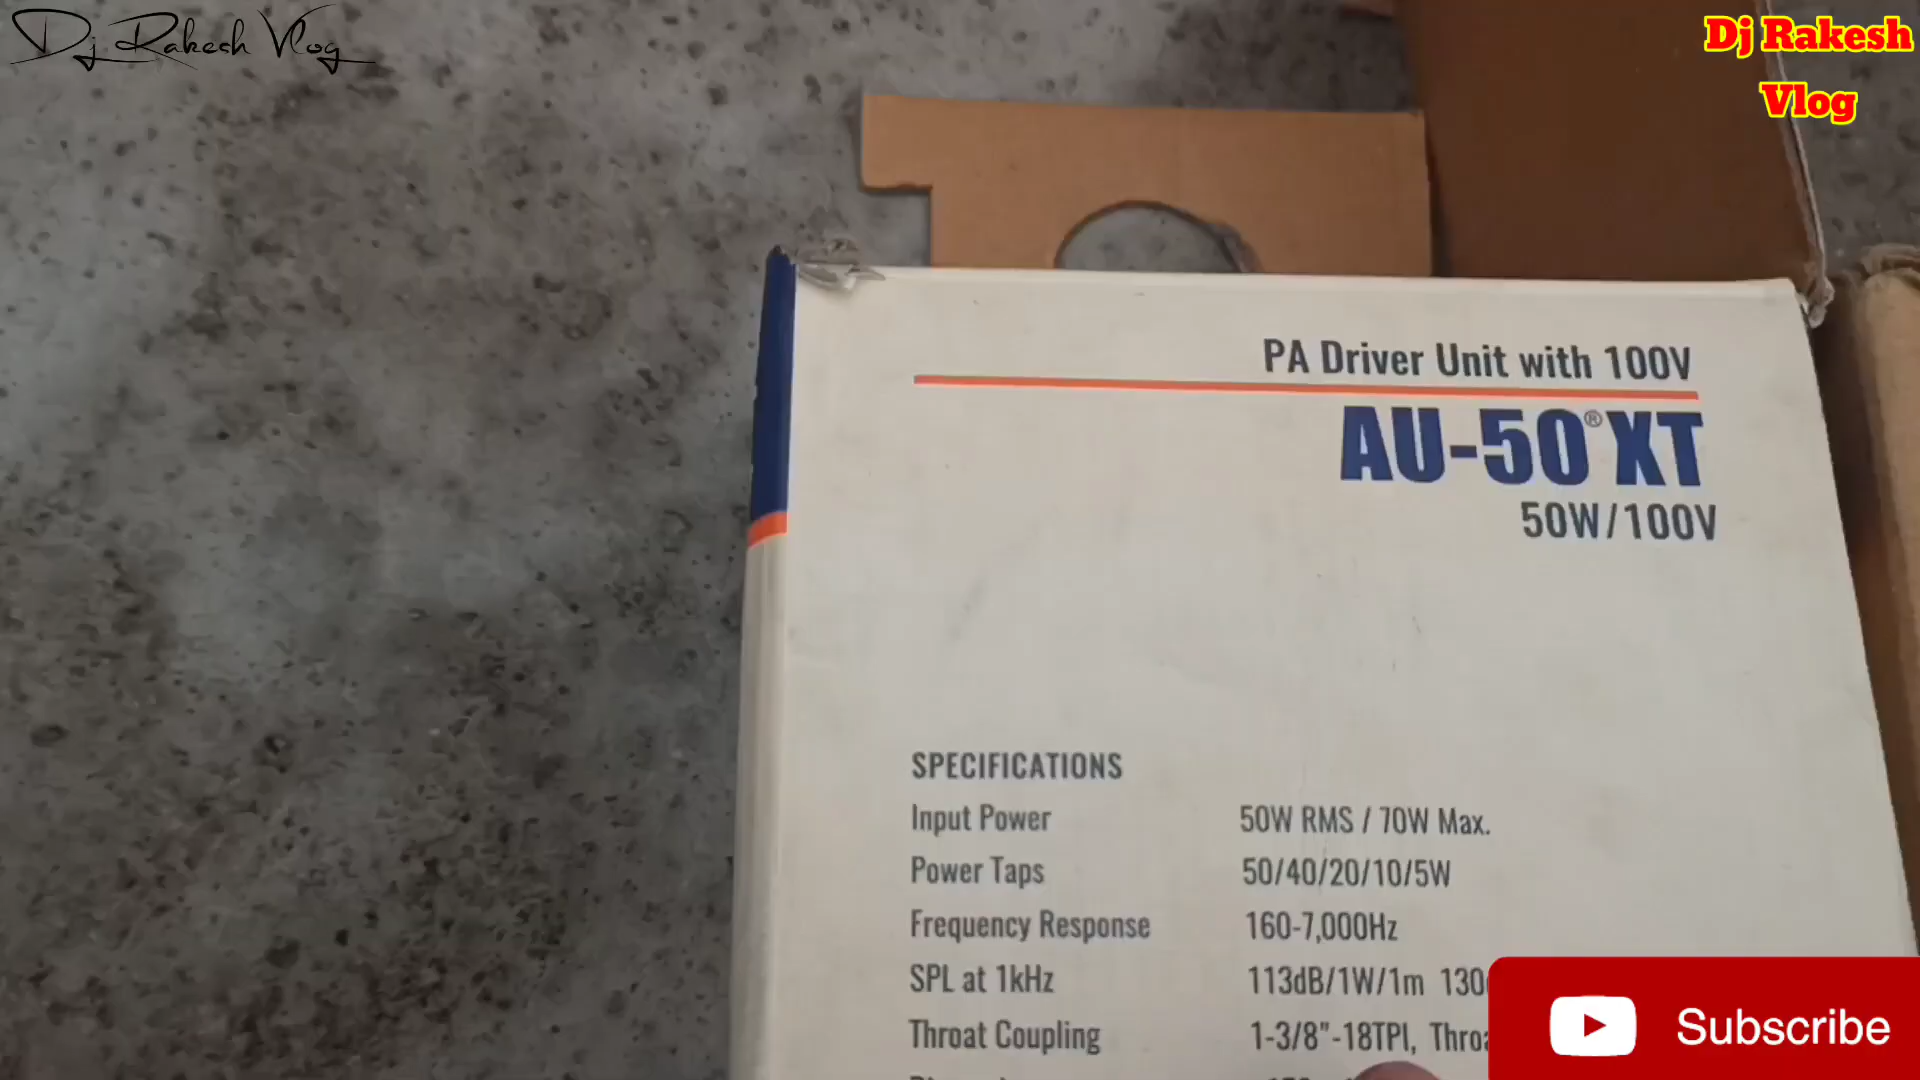 Dj Rakesh Vlog
Dj Rakesh
Vlog
PA Driver Unit with 100V
AU-50® XT
50W/100V
SPECIFICATIONS
Input Power 50W RMS / 70W Max.
Power Taps 50/40/20/10/5W
Frequency Response 160-7,000Hz
SPL at 1kHz 113dB/1W/1m
Throat Coupling 1-3/8"-18TPI,
Subscribe